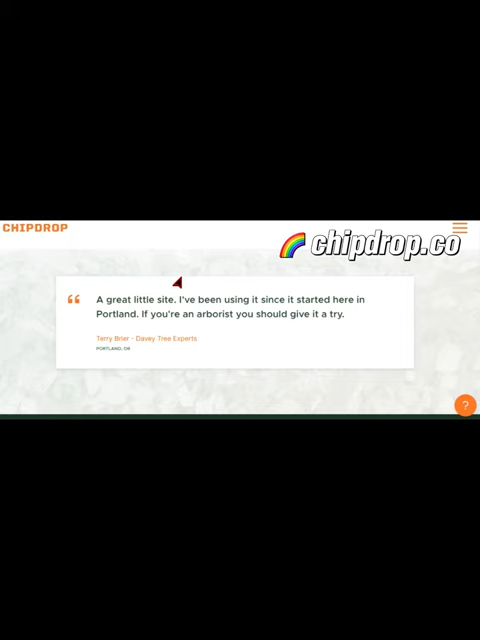 CHIPDROP
🌈 chipdrop.co
“ A great little site. I've been using it since it started here in
Portland. If you're an arborist you should give it a try.
Terry Brier - Davey Tree Experts
PORTLAND, OR
?